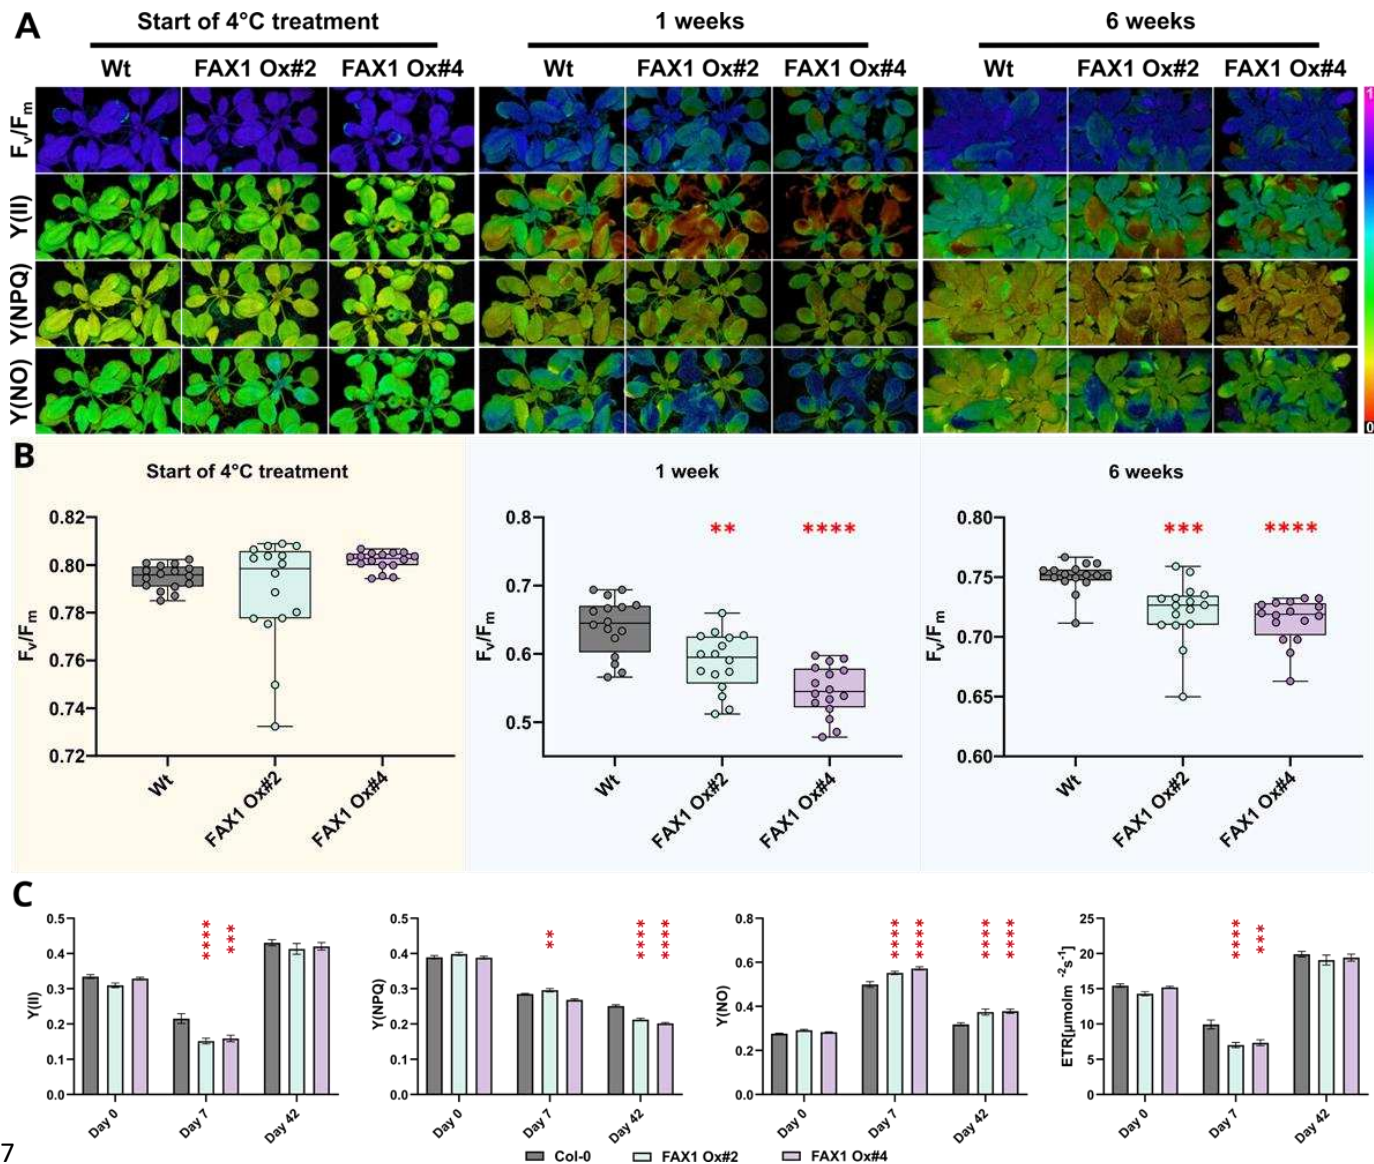 A
Start of 4°C treatment
1 weeks
6 weeks
Wt FAX1 Ox#2 FAX1 Ox#4
Wt FAX1 Ox#2 FAX1 Ox#4
Wt FAX1 Ox#2 FAX1 Ox#4
Fv/Fm
Y(II)
Y(NPQ)
Y(NO)
1
0
B
Start of 4°C treatment
Fv/Fm
0.82
0.80
0.78
0.76
0.74
0.72
Wt
FAX1 Ox#2
FAX1 Ox#4
1 week
Fv/Fm
0.8
0.7
0.6
0.5
** ****
Wt
FAX1 Ox#2
FAX1 Ox#4
6 weeks
Fv/Fm
0.80
0.75
0.70
0.65
0.60
*** ****
Wt
FAX1 Ox#2
FAX1 Ox#4
C
Y(II)
0.5
0.4
0.3
0.2
0.1
0.0
**** ***
Day 0
Day 7
Day 42
Y(NPQ)
0.5
0.4
0.3
0.2
0.1
0.0
** **** ****
Day 0
Day 7
Day 42
Y(NO)
0.8
0.6
0.4
0.2
0.0
**** **** **** ****
Day 0
Day 7
Day 42
ETR[µmolm -2s-1]
25
20
15
10
5
0
**** ***
Day 0
Day 7
Day 42
7
Col-0 FAX1 Ox#2 FAX1 Ox#4